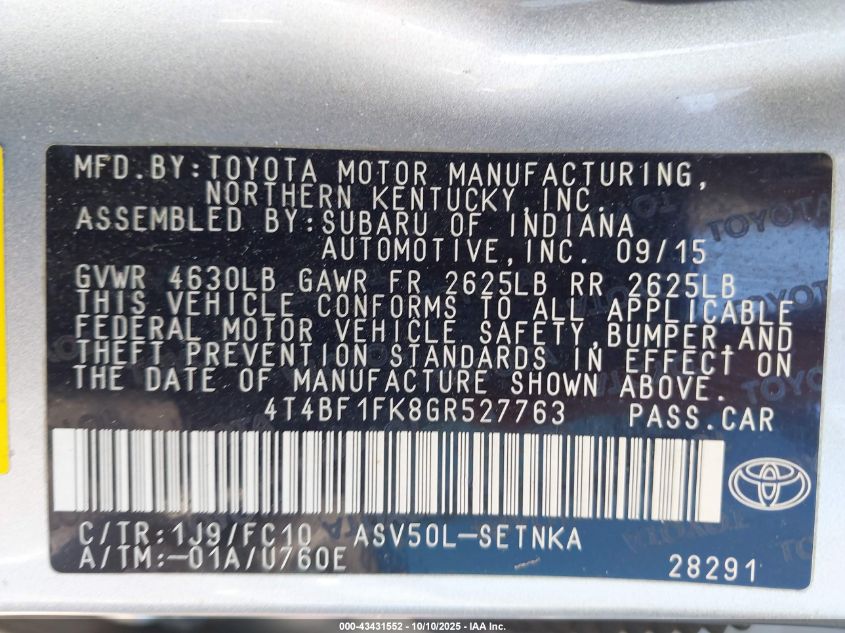 MFD.BY:TOYOTA MOTOR MANUFACTURING,
NORTHERN KENTUCKY,INC.
ASSEMBLED BY:SUBARU OF INDIANA
AUTOMOTIVE,INC. 09/15
GVWR 4630LB GAWR FR 2625LB RR 2625LB
THIS VEHICLE CONFORMS TO ALL APPLICABLE
FEDERAL MOTOR VEHICLE SAFETY,BUMPER,AND
THEFT PREVENTION STANDARDS IN EFFECT ON
THE DATE OF MANUFACTURE SHOWN ABOVE.
4T4BF1FK8GR527763 PASS.CAR
C/TR:1J9/FC10 ASV50L-SETNKA
A/TM:-01A/U760E
28291
000-43431552 - 10/10/2025 - IAA Inc.